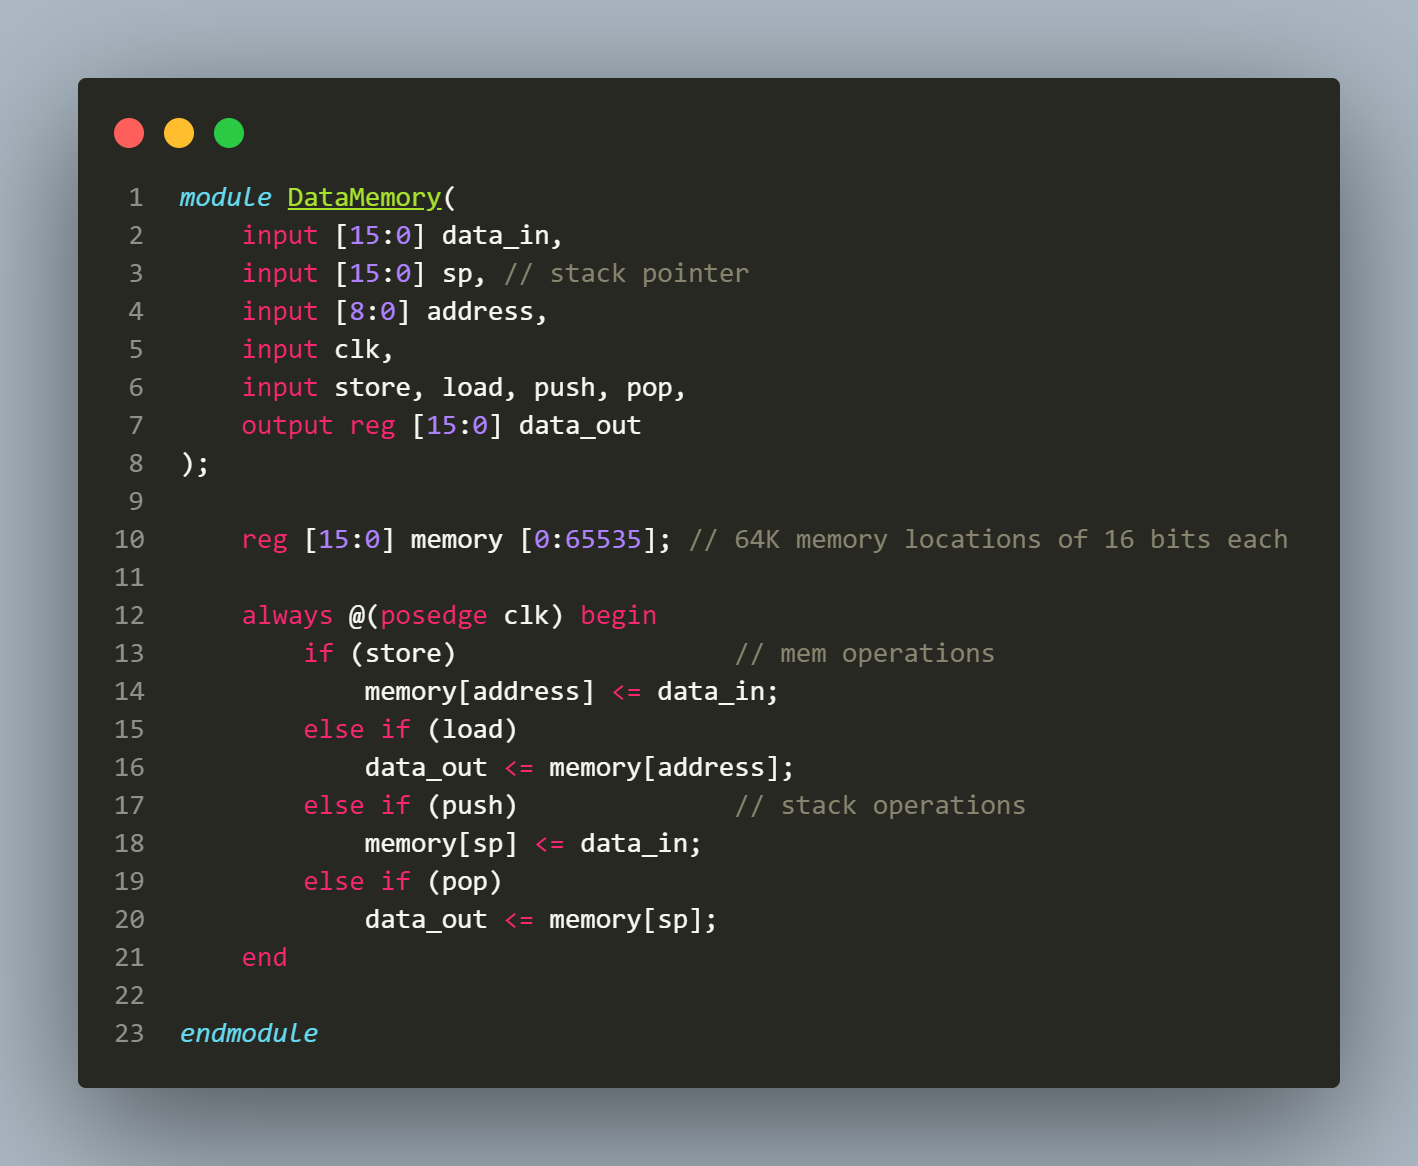 1 module DataMemory(
2     input [15:0] data_in,
3     input [15:0] sp, // stack pointer
4     input [8:0] address,
5     input clk,
6     input store, load, push, pop,
7     output reg [15:0] data_out
8 );
9
10     reg [15:0] memory [0:65535]; // 64K memory locations of 16 bits each
11
12     always @(posedge clk) begin
13         if (store)                  // mem operations
14             memory[address] <= data_in;
15         else if (load)
16             data_out <= memory[address];
17         else if (push)              // stack operations
18             memory[sp] <= data_in;
19         else if (pop)
20             data_out <= memory[sp];
21     end
22
23 endmodule